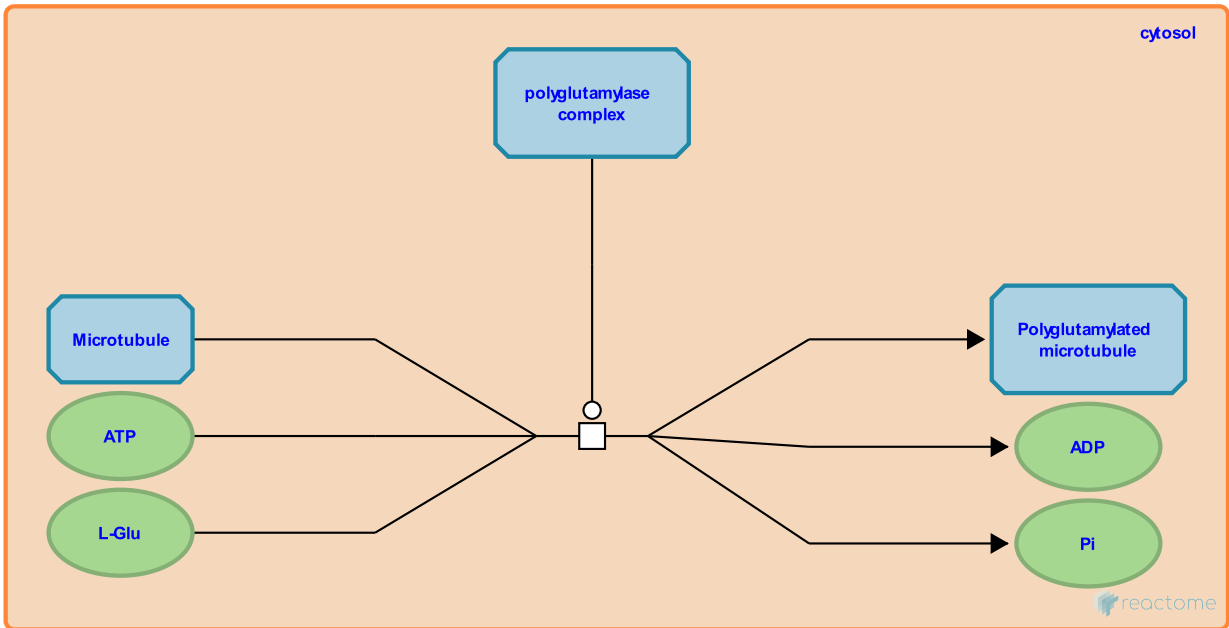 cytosol
polyglutamylase
complex
Microtubule
Polyglutamylated
microtubule
ATP
ADP
L-Glu
Pi
reactome